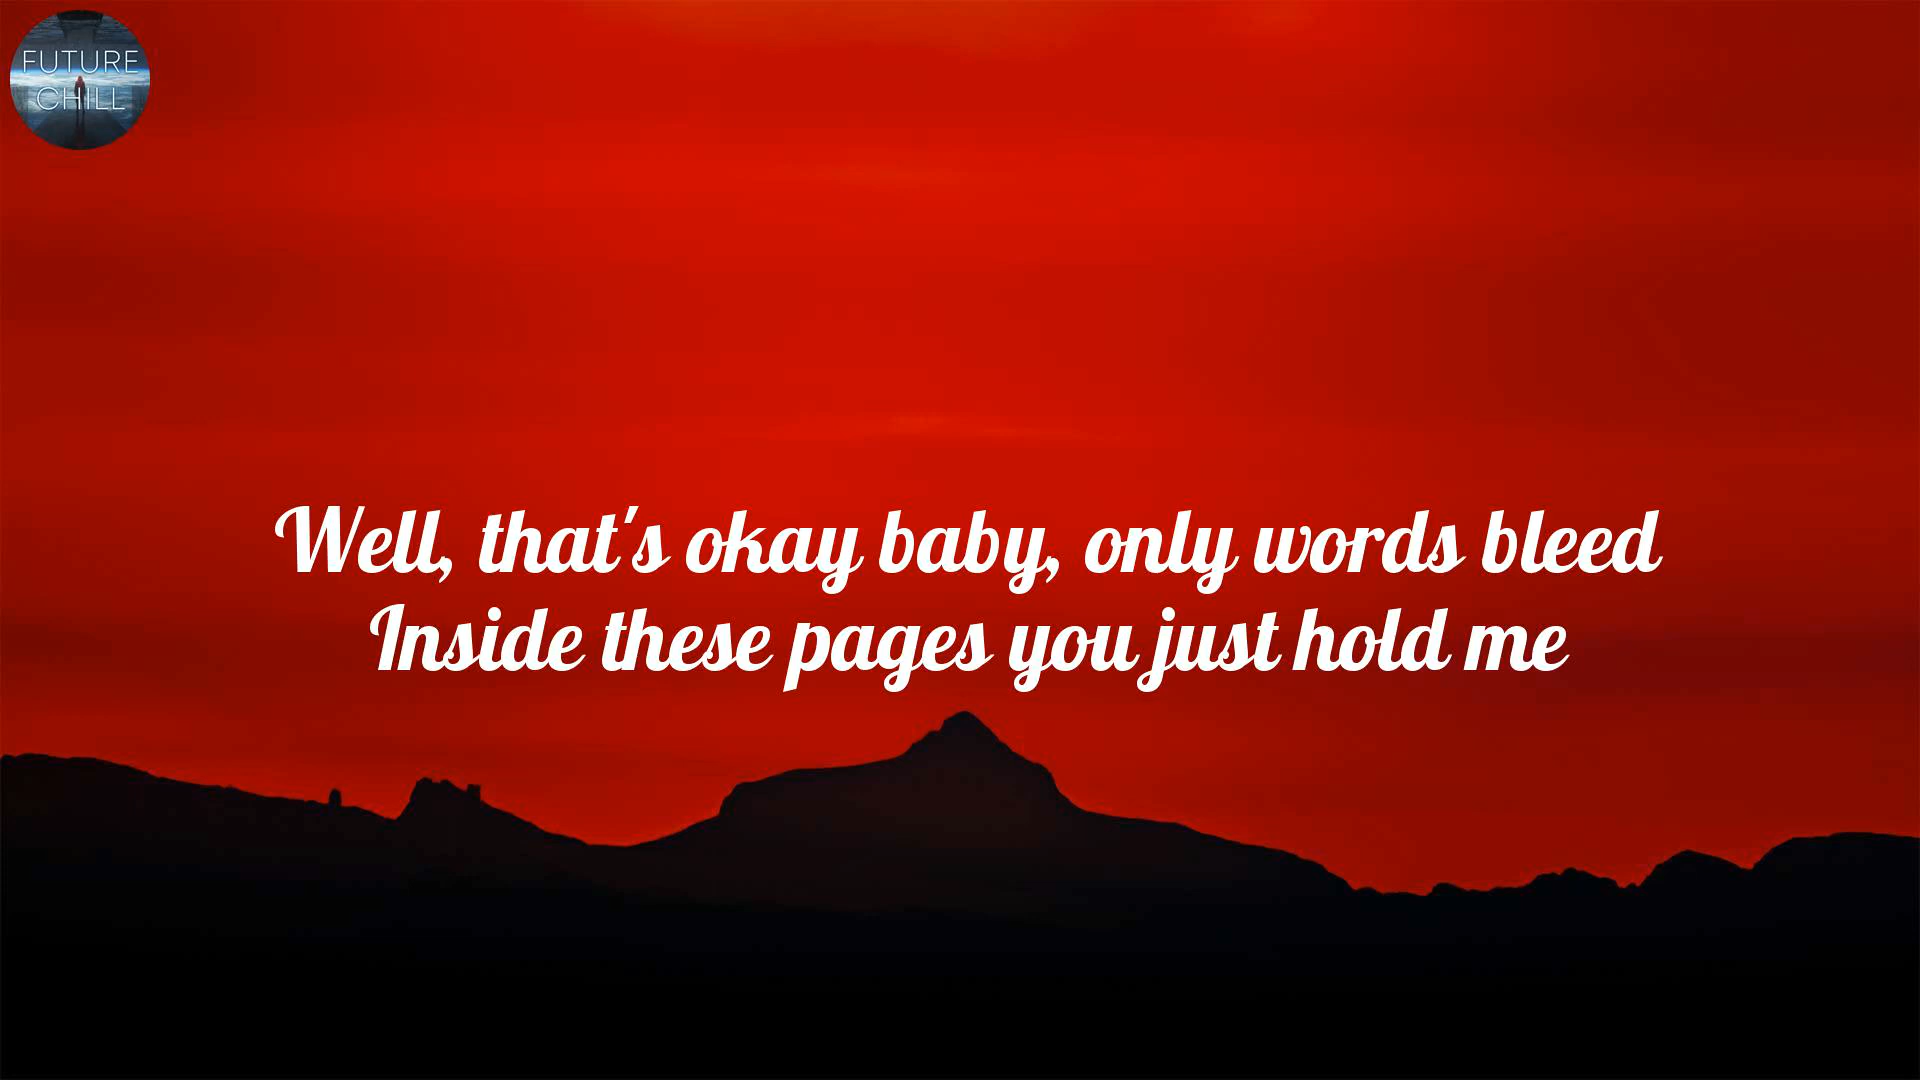 FUTURE
CHILL
Well, that's okay baby, only words bleed
Inside these pages you just hold me